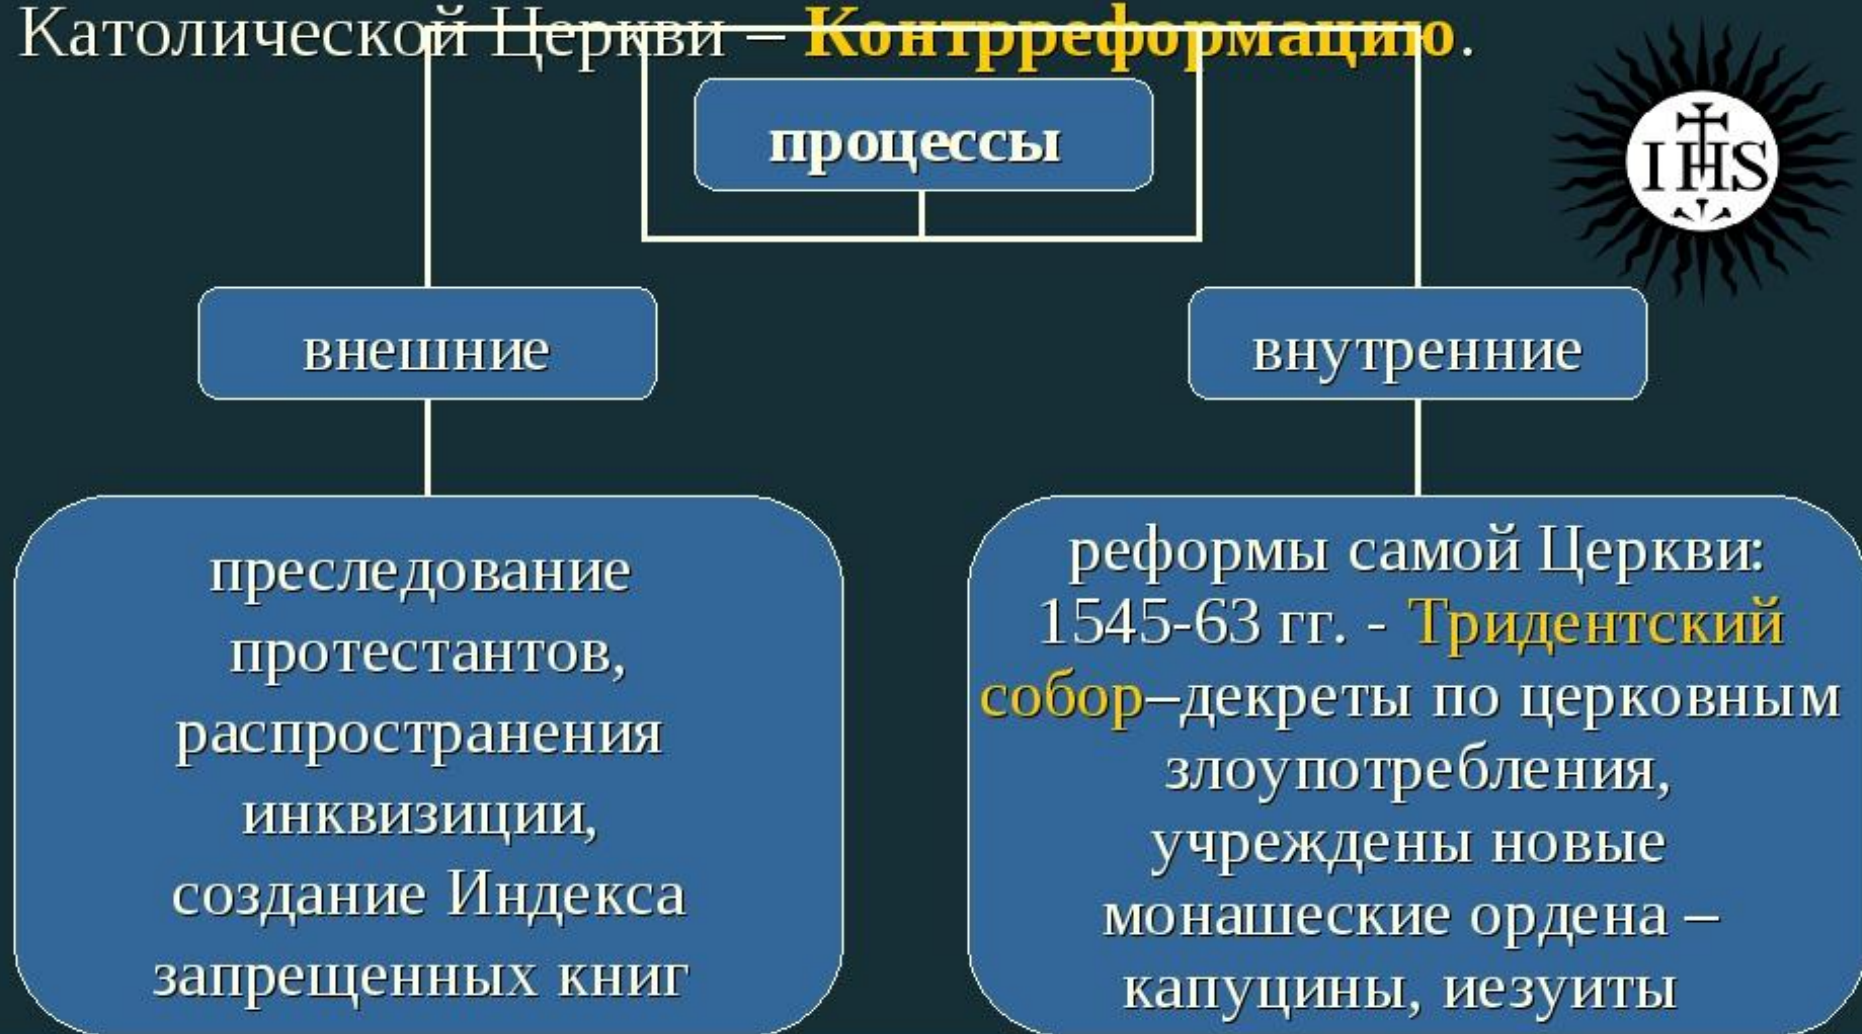 Католической Церкви – Контрреформацию.
процессы
IHS
внешние
внутренние
преследование
протестантов,
распространения
инквизиции,
создание Индекса
запрещенных книг
реформы самой Церкви:
1545-63 гг. - Тридентский
собор–декреты по церковным
злоупотребления,
учреждены новые
монашеские ордена –
капуцины, иезуиты